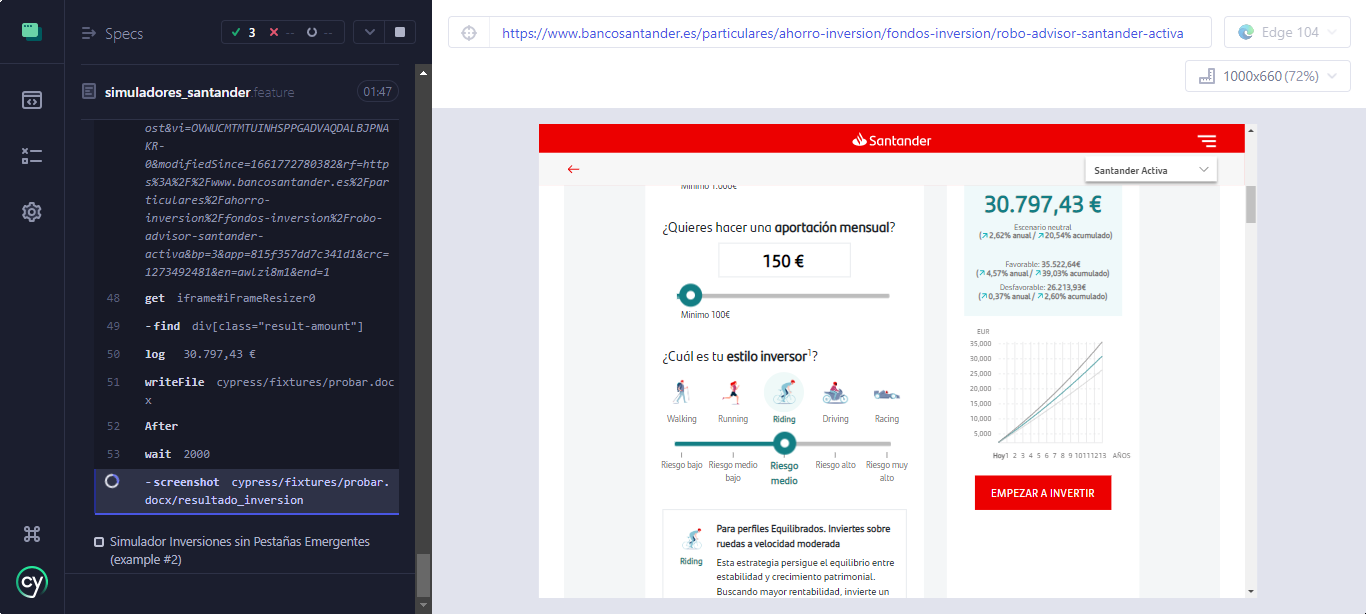 Specs
3
--
--
https://www.bancosantander.es/particulares/ahorro-inversion/fondos-inversion/robo-advisor-santander-activa
Edge 104
1000x660 (72%)
simuladores_santander.feature
01:47
ost&vi=OVWUCMTMTUINHSPPGADVAQDALBJPNA
KR-
0&modifiedSince=1661772780382&rf=http
s%3A%2F%2Fwww.bancosantander.es%2Fpar
ticulares%2Fahorro-
inversion%2Ffondos-inversion%2Frobo-
advisor-santander-
activa&bp=3&app=815f357dd7c341d1&crc=
1273492481&en=awlzi8m1&end=1
48 get iframe#iFrameResizer0
49 -find div[class="result-amount"]
50 log 30.797,43 €
51 writeFile cypress/fixtures/probar.doc
x
52 After
53 wait 2000
-screenshot cypress/fixtures/probar.
docx/resultado_inversion
Simulador Inversiones sin Pestañas Emergentes
(example #2)
cy
Santander
Santander Activa
Mínimo 1.000€
¿Quieres hacer una aportación mensual?
150 €
Mínimo 100€
¿Cuál es tu estilo inversor¹?
Walking
Running
Riding
Driving
Racing
Riesgo bajo
Riesgo medio
bajo
Riesgo
medio
Riesgo alto
Riesgo muy
alto
Riding
Para perfiles Equilibrados. Inviertes sobre
ruedas a velocidad moderada
Esta estrategia persigue el equilibrio entre
estabilidad y crecimiento patrimonial.
Buscando mayor rentabilidad, invierte un
30.797,43 €
Escenario neutral
(↗2,62% anual / ↗20,54% acumulado)
Favorable: 35.522,64€
(↗4,57% anual / ↗39,03% acumulado)
Desfavorable: 26.213,93€
(↗0,37% anual / ↗2,60% acumulado)
EUR
35,000
30,000
25,000
20,000
15,000
10,000
5,000
Hoy 1 2 3 4 5 6 7 8 9 10 11 12 13 AÑOS
EMPEZAR A INVERTIR